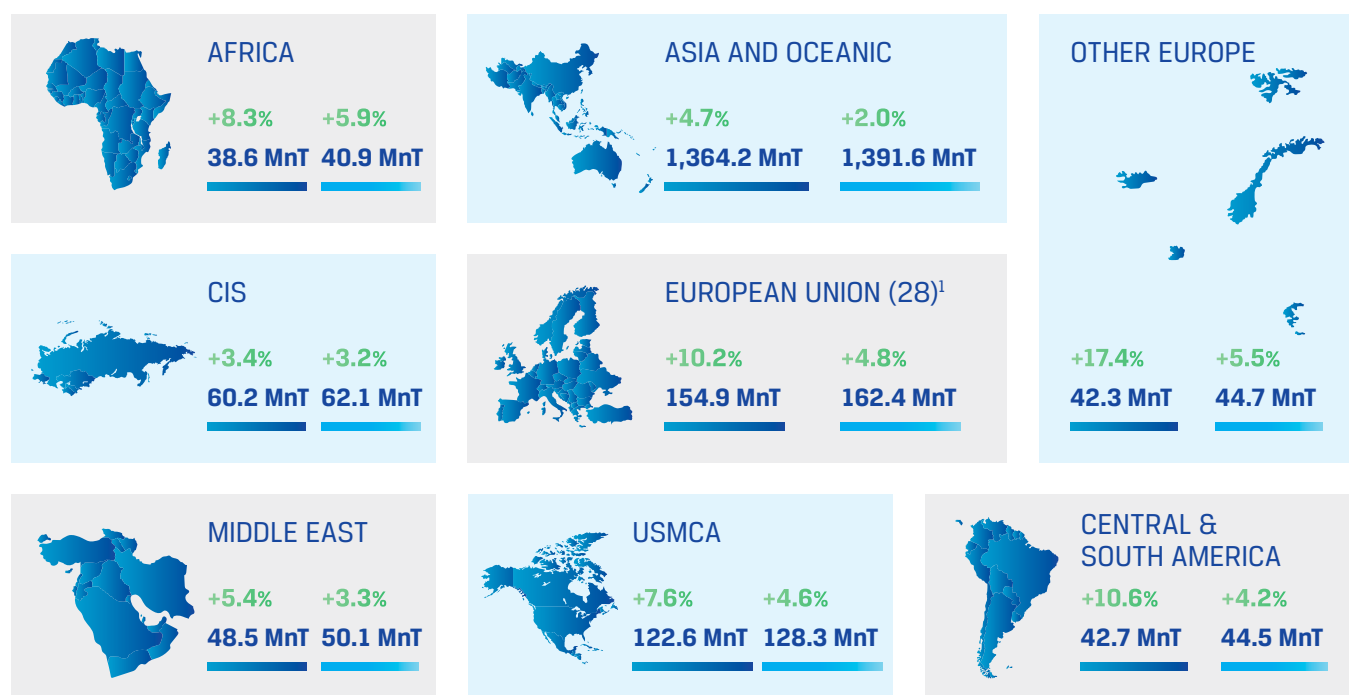 AFRICA
+8.3% +5.9%
38.6 MnT 40.9 MnT
ASIA AND OCEANIC
+4.7% +2.0%
1,364.2 MnT 1,391.6 MnT
OTHER EUROPE
+17.4% +5.5%
42.3 MnT 44.7 MnT
CIS
+3.4% +3.2%
60.2 MnT 62.1 MnT
EUROPEAN UNION (28)¹
+10.2% +4.8%
154.9 MnT 162.4 MnT
MIDDLE EAST
+5.4% +3.3%
48.5 MnT 50.1 MnT
USMCA
+7.6% +4.6%
122.6 MnT 128.3 MnT
CENTRAL &
SOUTH AMERICA
+10.6% +4.2%
42.7 MnT 44.5 MnT